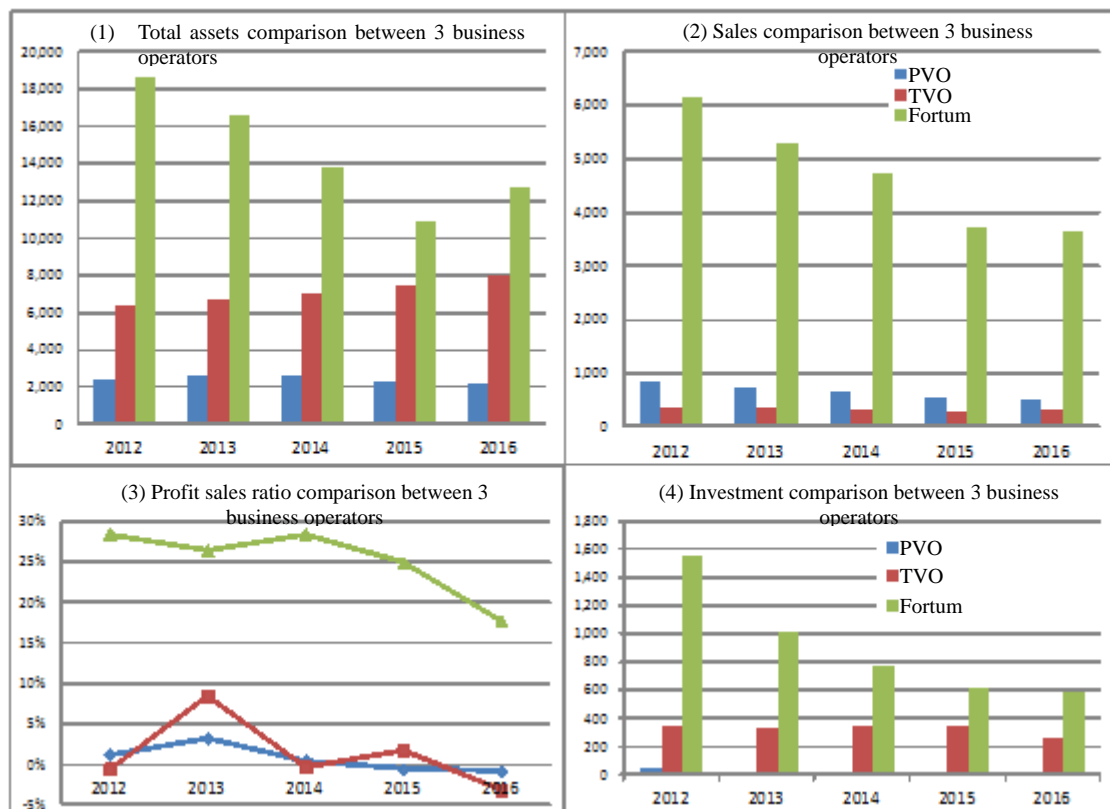 (1) Total assets comparison between 3 business
operators
20,000
18,000
16,000
14,000
12,000
10,000
8,000
6,000
4,000
2,000
0
2012 2013 2014 2015 2016
(2) Sales comparison between 3 business
operators
PVO
TVO
Fortum
7,000
6,000
5,000
4,000
3,000
2,000
1,000
0
2012 2013 2014 2015 2016
(3) Profit sales ratio comparison between 3
business operators
30%
25%
20%
15%
10%
5%
0%
-5%
2012 2013 2014 2015 2016
(4) Investment comparison between 3 business
operators
PVO
TVO
Fortum
1,800
1,600
1,400
1,200
1,000
800
600
400
200
0
2012 2013 2014 2015 2016